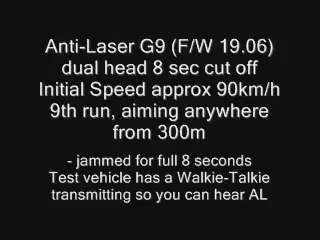 Anti-Laser G9 (F/W 19.06)
dual head 8 sec cut off
Initial Speed approx 90km/h
9th run, aiming anywhere
from 300m
- jammed for full 8 seconds
Test vehicle has a Walkie-Talkie
transmitting so you can hear AL